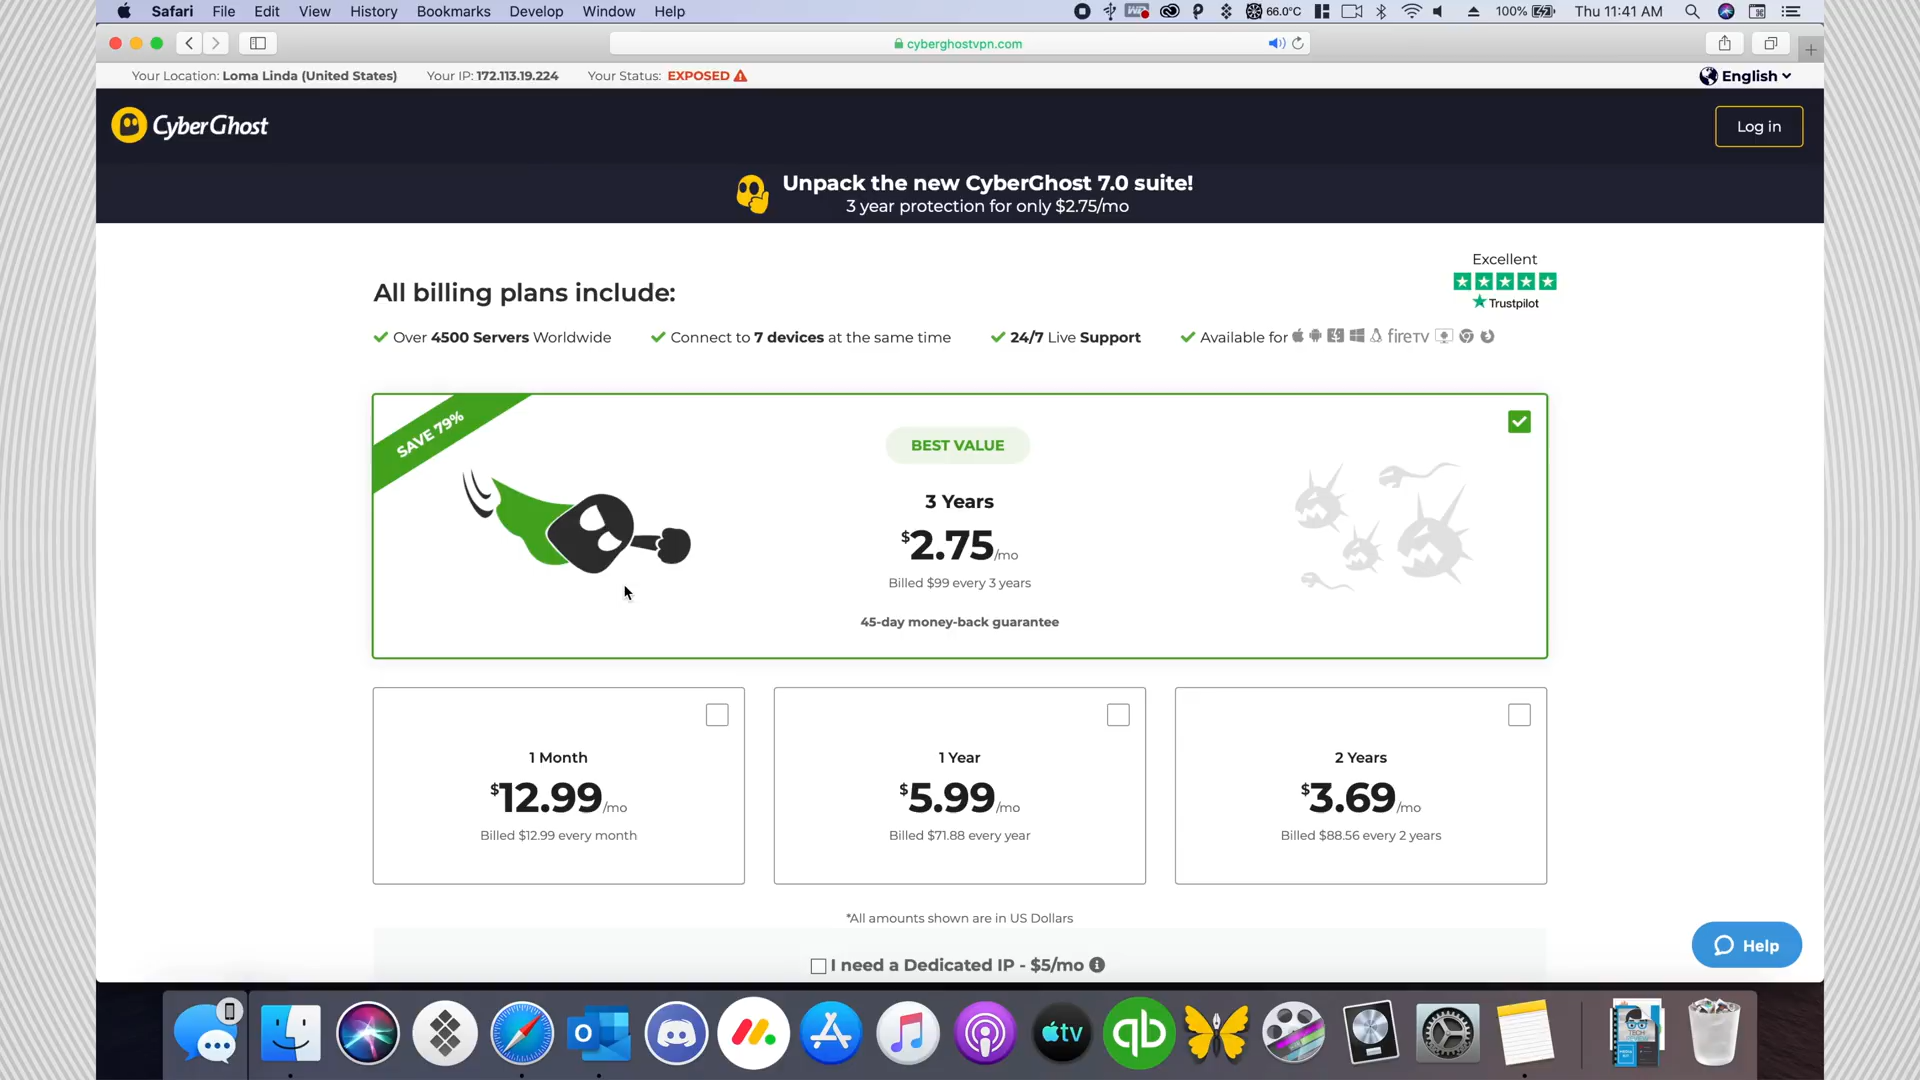 Safari File Edit View History Bookmarks Develop Window Help 66.0°C 100% Thu 11:41 AM
cyberghostvpn.com
Your Location: Loma Linda (United States) Your IP: 172.113.19.224 Your Status: EXPOSED English
CyberGhost
Log in
Unpack the new CyberGhost 7.0 suite!
3 year protection for only $2.75/mo
Excellent
Trustpilot
All billing plans include:
Over 4500 Servers Worldwide Connect to 7 devices at the same time 24/7 Live Support Available for fireTV
SAVE 79%
BEST VALUE
3 Years
$2.75/mo
Billed $99 every 3 years
45-day money-back guarantee
1 Month
$12.99/mo
Billed $12.99 every month
1 Year
$5.99/mo
Billed $71.88 every year
2 Years
$3.69/mo
Billed $88.56 every 2 years
*All amounts shown are in US Dollars
I need a Dedicated IP - $5/mo
Help
tv
qb
TECH